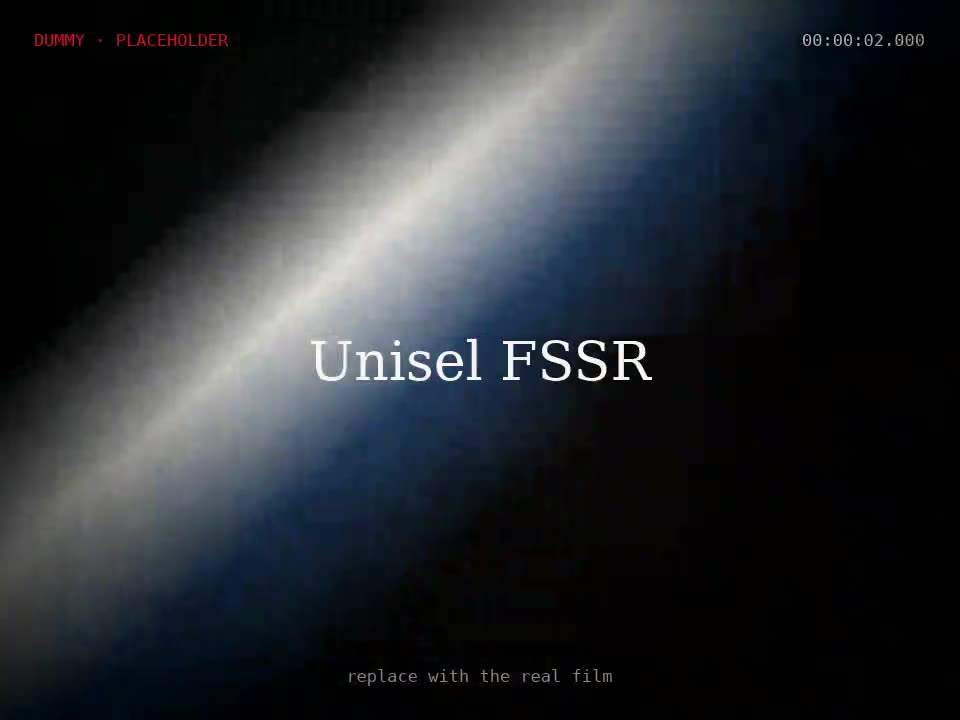 DUMMY · PLACEHOLDER
00:00:02.000
Unisel FSSR
replace with the real film